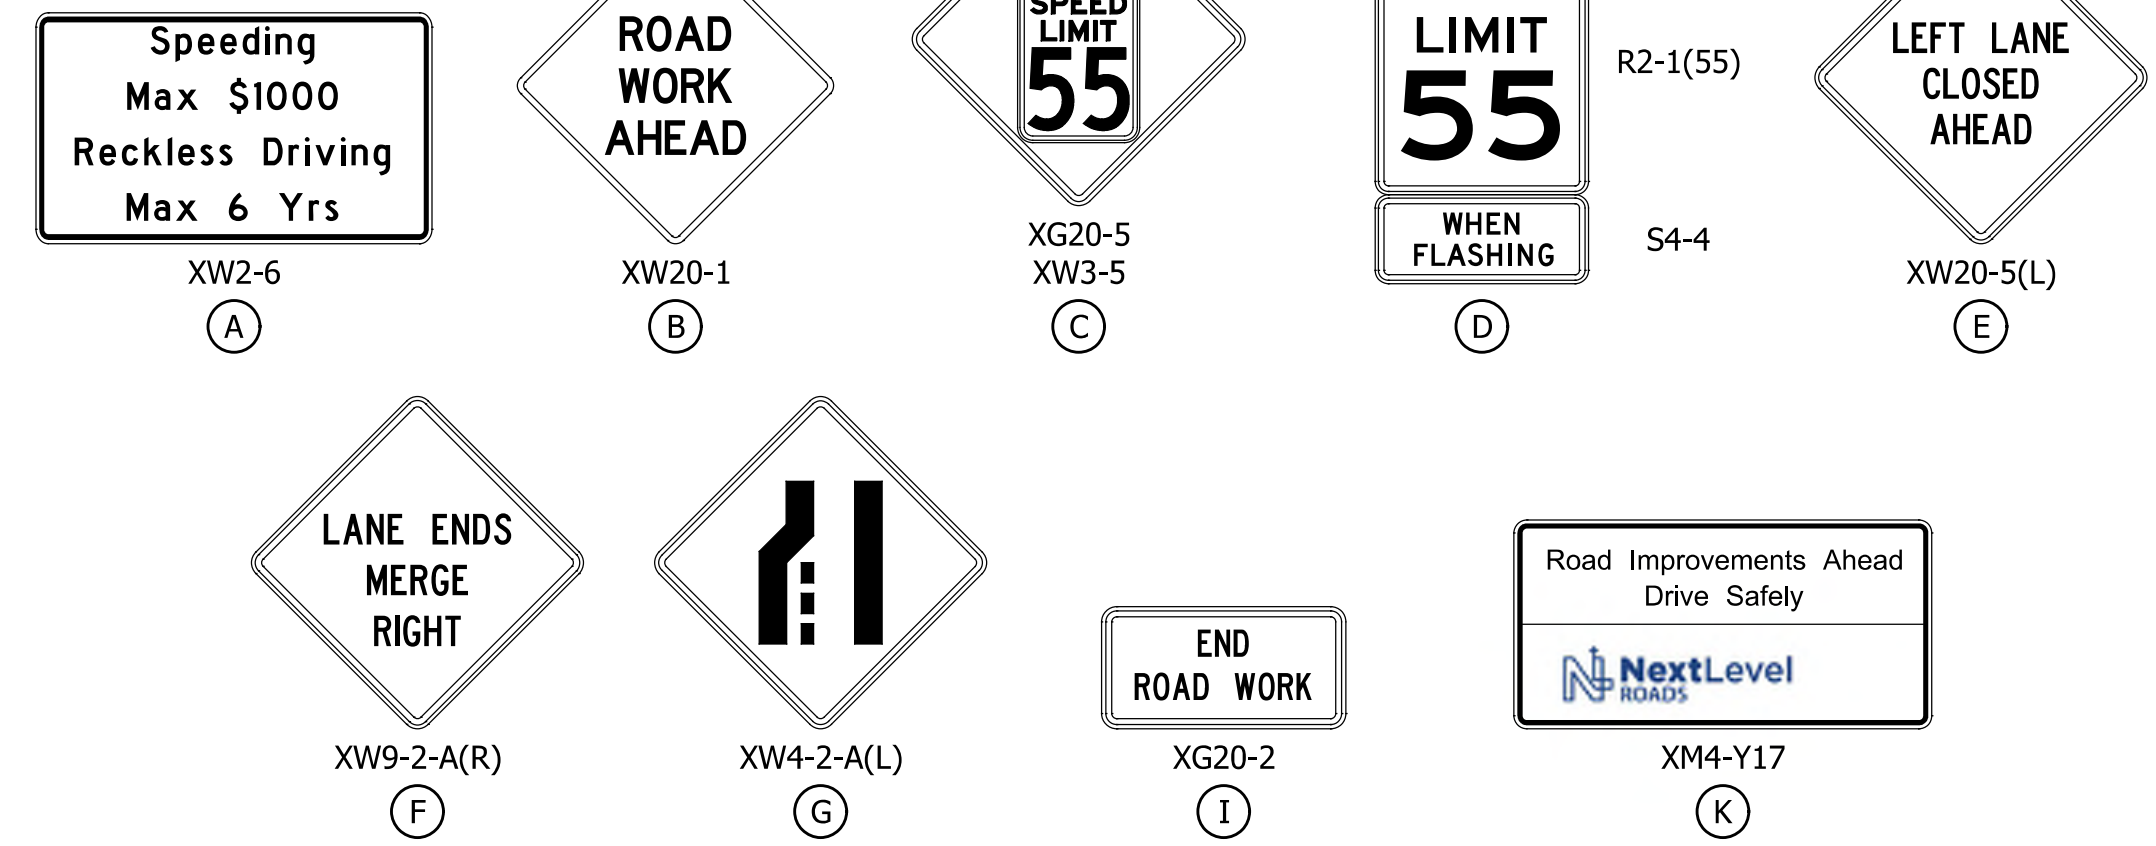 Speeding
Max $1000
Reckless Driving
Max 6 Yrs
XW2-6
A
ROAD
WORK
AHEAD
XW20-1
B
SPEED
LIMIT
55
XG20-5
XW3-5
C
LIMIT
55
R2-1(55)
WHEN
FLASHING
S4-4
D
LEFT LANE
CLOSED
AHEAD
XW20-5(L)
E
LANE ENDS
MERGE
RIGHT
XW9-2-A(R)
F
XW4-2-A(L)
G
END
ROAD WORK
XG20-2
I
Road Improvements Ahead
Drive Safely
NextLevel
ROADS
XM4-Y17
K